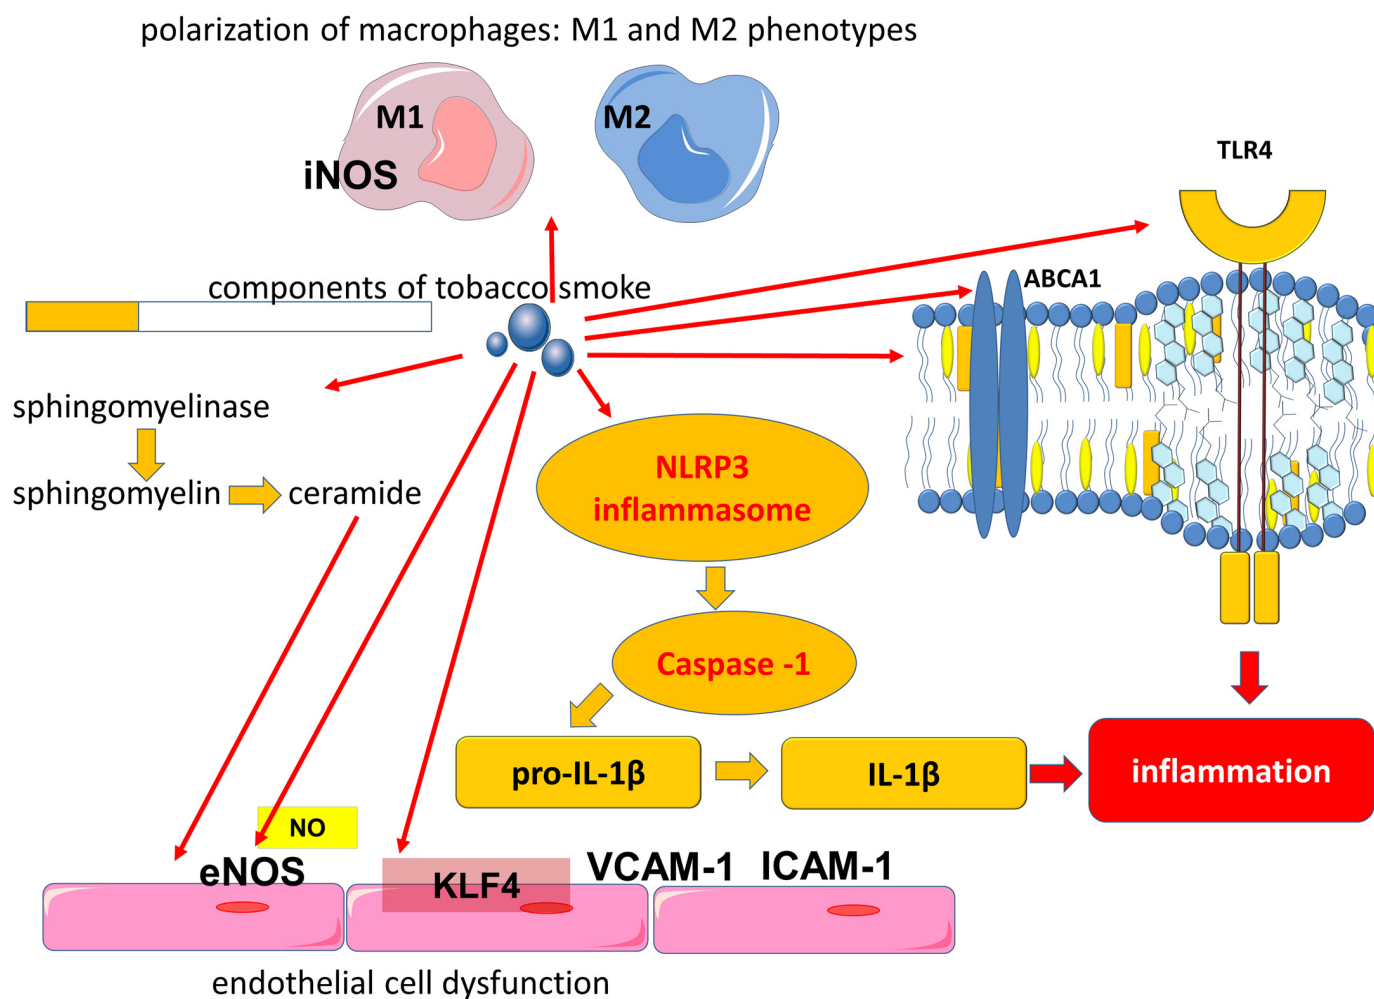 polarization of macrophages: M1 and M2 phenotypes
M1
M2
iNOS
TLR4
components of tobacco smoke
ABCA1
sphingomyelinase
sphingomyelin
ceramide
NLRP3
inflammasome
Caspase -1
pro-IL-1β
IL-1β
inflammation
NO
eNOS
KLF4
VCAM-1
ICAM-1
endothelial cell dysfunction